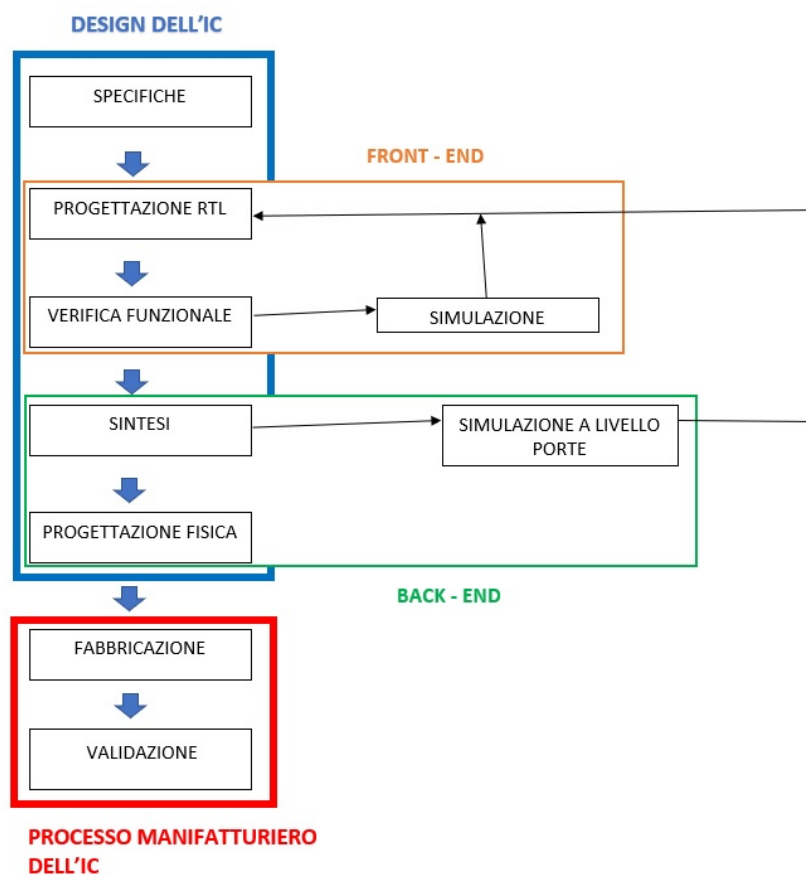 DESIGN DELL’IC
SPECIFICHE
FRONT - END
PROGETTAZIONE RTL
VERIFICA FUNZIONALE
SIMULAZIONE
SINTESI
SIMULAZIONE A LIVELLO
PORTE
PROGETTAZIONE FISICA
BACK - END
FABBRICAZIONE
VALIDAZIONE
PROCESSO MANIFATTURIERO
DELL’IC